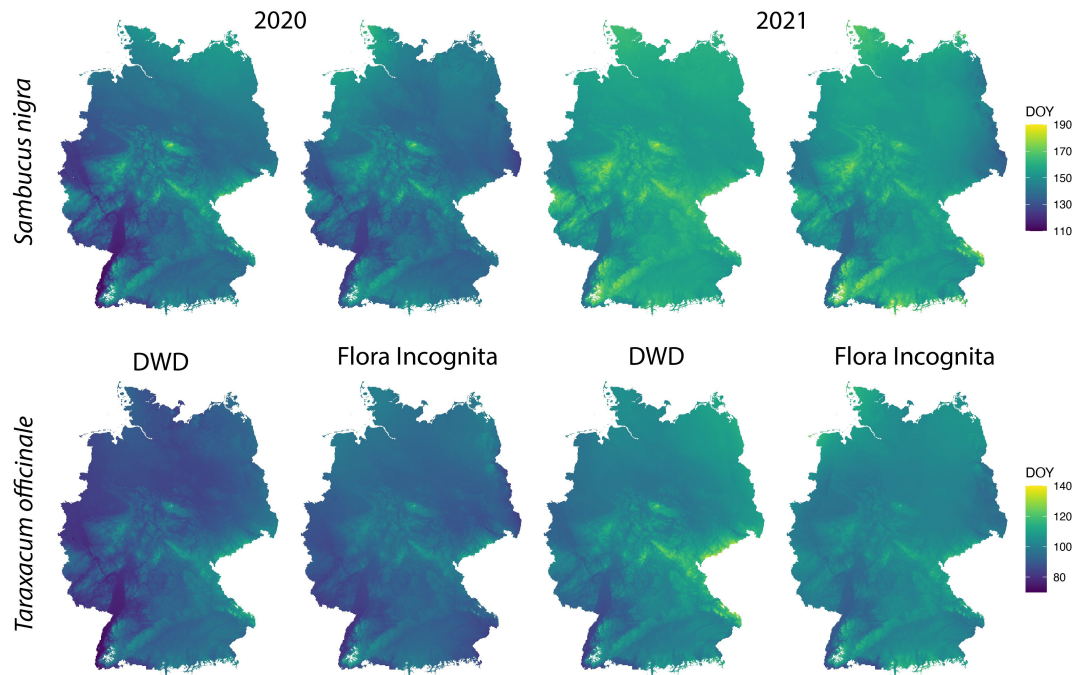 2020
2021
Sambucus nigra
DOY
190
170
150
130
110
DWD
Flora Incognita
DWD
Flora Incognita
Taraxacum officinale
DOY
140
120
100
80